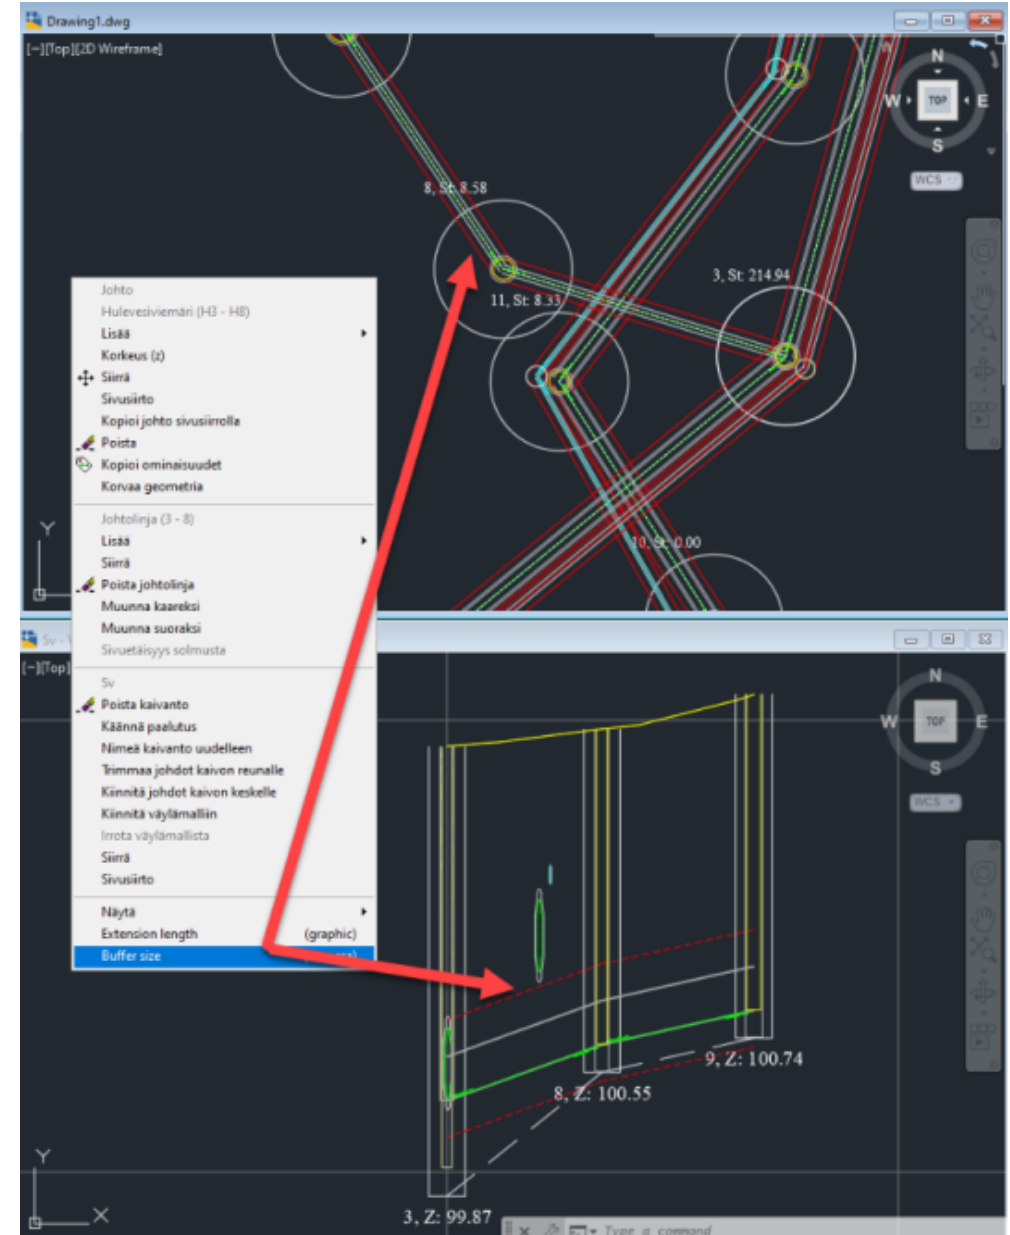 Drawing1.dwg
[−][Top][2D Wireframe]
N
W TOP E
S
WCS
8, St: 8.58
3, St: 214.94
11, St: 8.33
10, St: 0.00
Y
Johto
Hulevesiviemäri (H3 - H8)
Lisää
Korkeus (z)
Siirrä
Sivusiirto
Kopioi johto sivusiirrolla
Poista
Kopioi ominaisuudet
Korvaa geometria
Johtolinja (3 - 8)
Lisää
Siirrä
Poista johtolinja
Muunna kaareksi
Muunna suoraksi
Sivuetäisyys solmusta
Sv
Poista kaivanto
Käännä paalutus
Nimeä kaivanto uudelleen
Trimmaa johdot kaivon reunalle
Kiinnitä johdot kaivon keskelle
Kiinnitä väylämalliin
Irrota väylämallista
Siirrä
Sivusiirto
Näytä
Extension length (graphic)
Buffer size
Sv -
[−][Top]
N
W TOP E
S
WCS
9, Z: 100.74
8, Z: 100.55
3, Z: 99.87
Y
X
Type a command